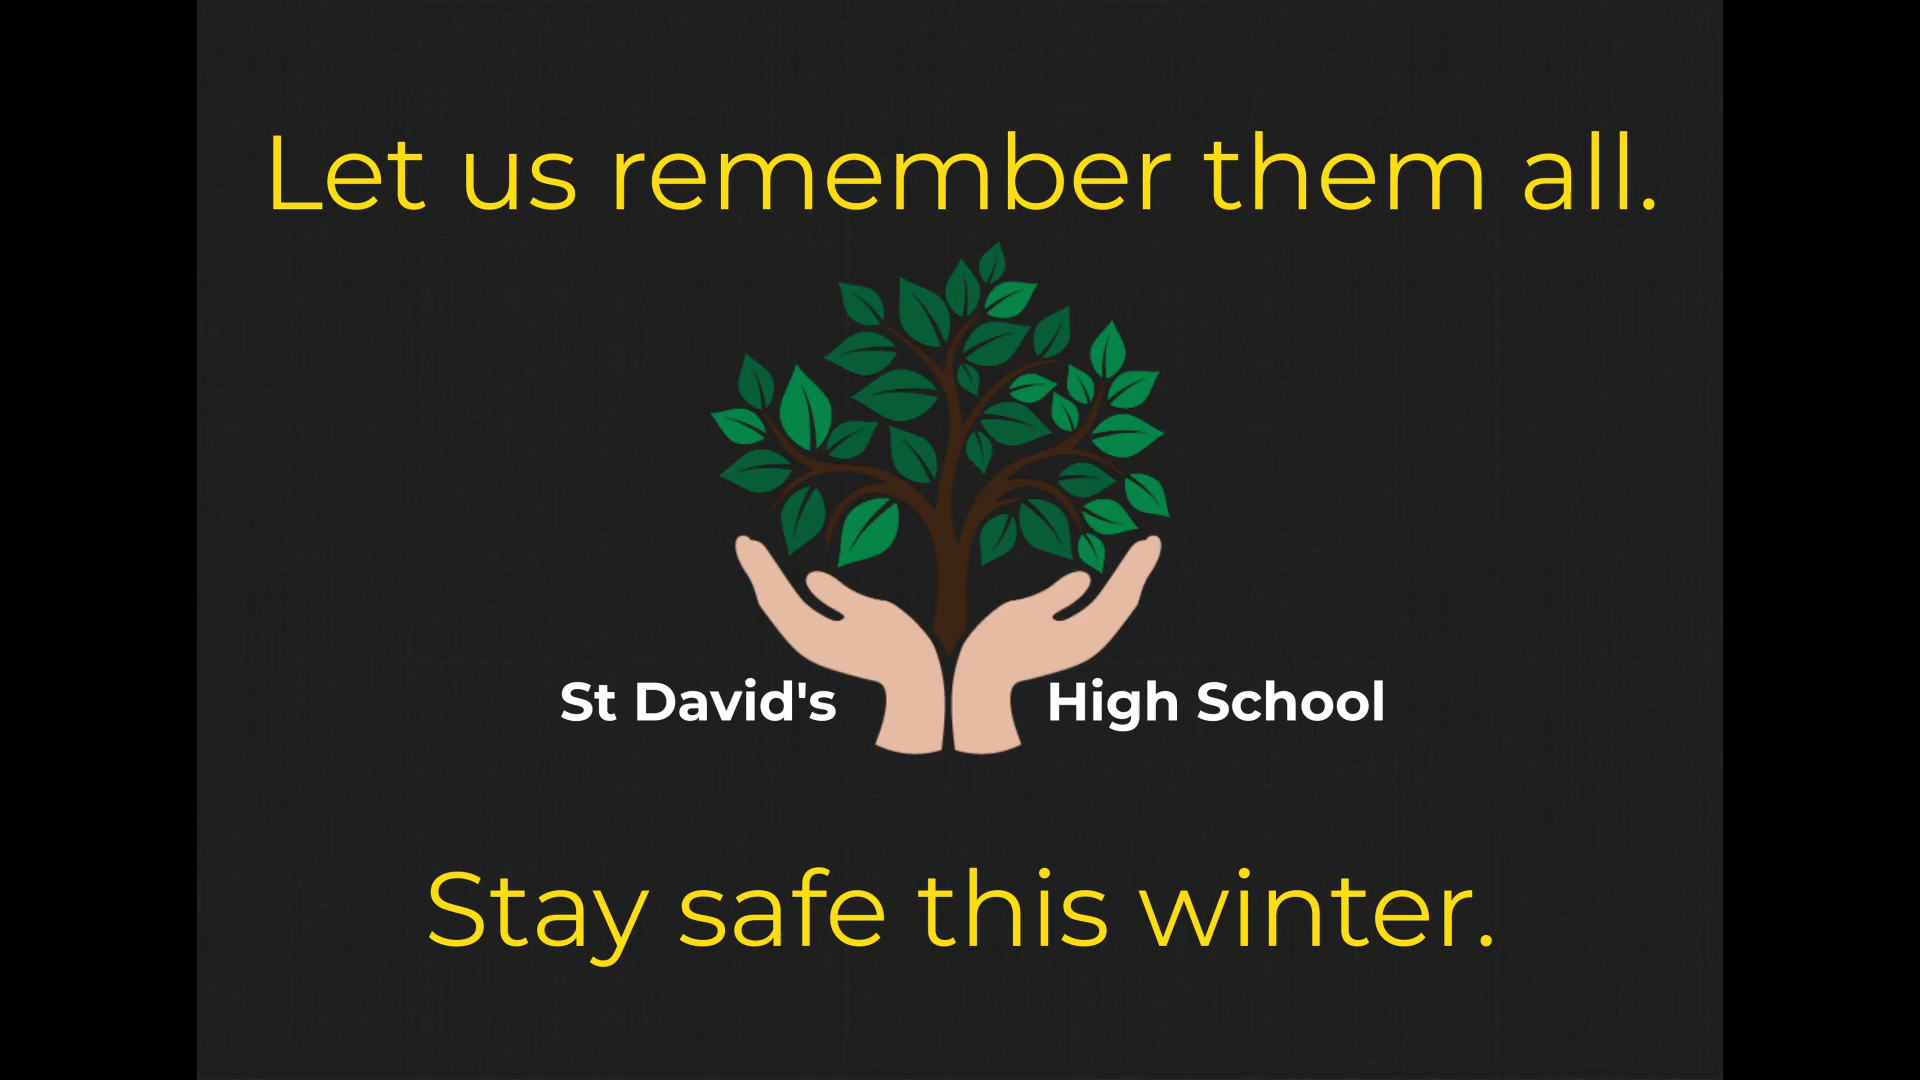 Let us remember them all.
St David's High School
Stay safe this winter.